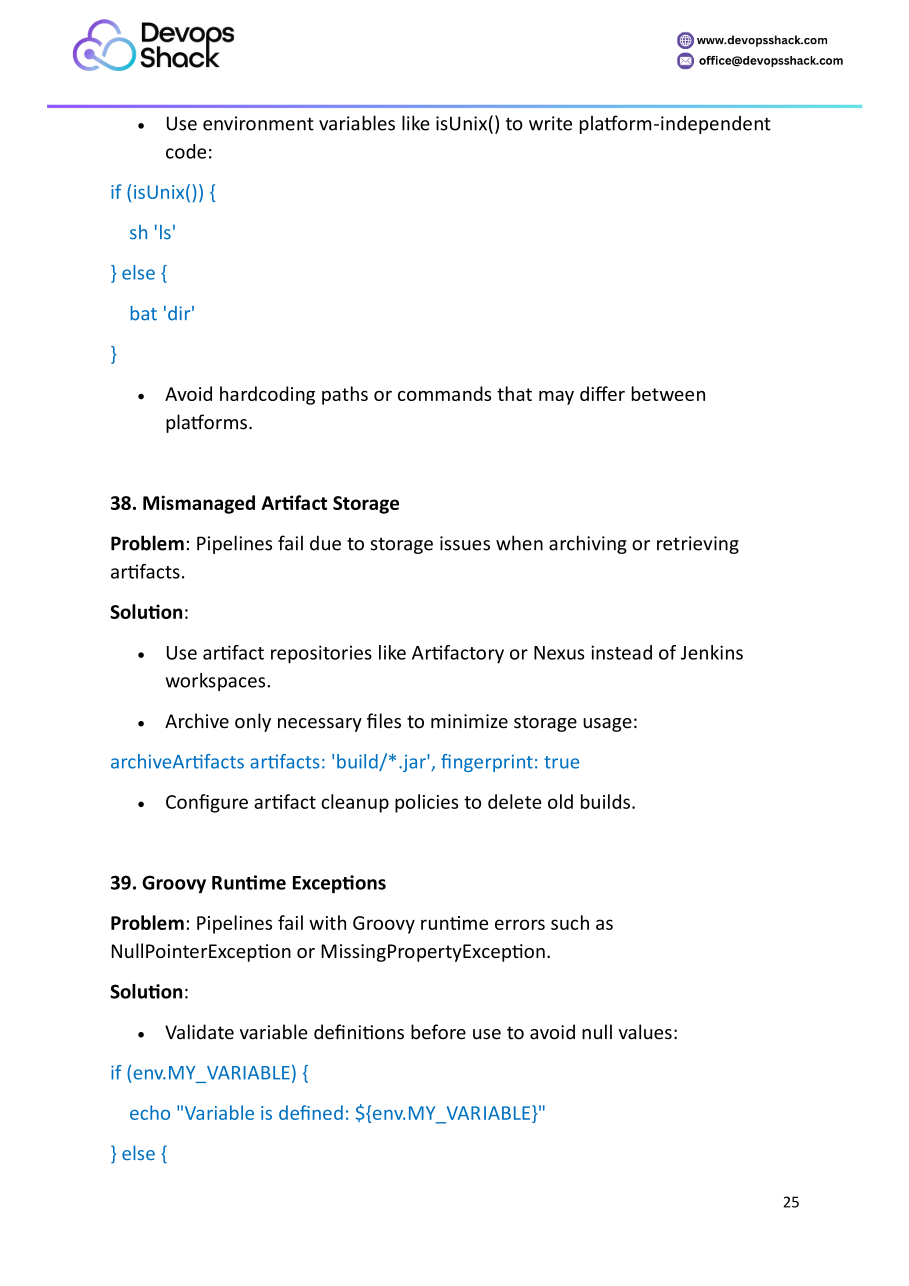 Devops
Shack
www.devopsshack.com
office@devopsshack.com
• Use environment variables like isUnix() to write platform-independent
code:
if (isUnix()) {
sh 'ls'
} else {
bat 'dir'
}
• Avoid hardcoding paths or commands that may differ between
platforms.
38. Mismanaged Artifact Storage
Problem: Pipelines fail due to storage issues when archiving or retrieving
artifacts.
Solution:
• Use artifact repositories like Artifactory or Nexus instead of Jenkins
workspaces.
• Archive only necessary files to minimize storage usage:
archiveArtifacts artifacts: 'build/*.jar', fingerprint: true
• Configure artifact cleanup policies to delete old builds.
39. Groovy Runtime Exceptions
Problem: Pipelines fail with Groovy runtime errors such as
NullPointerException or MissingPropertyException.
Solution:
• Validate variable definitions before use to avoid null values:
if (env.MY_VARIABLE) {
echo "Variable is defined: ${env.MY_VARIABLE}"
} else {
25